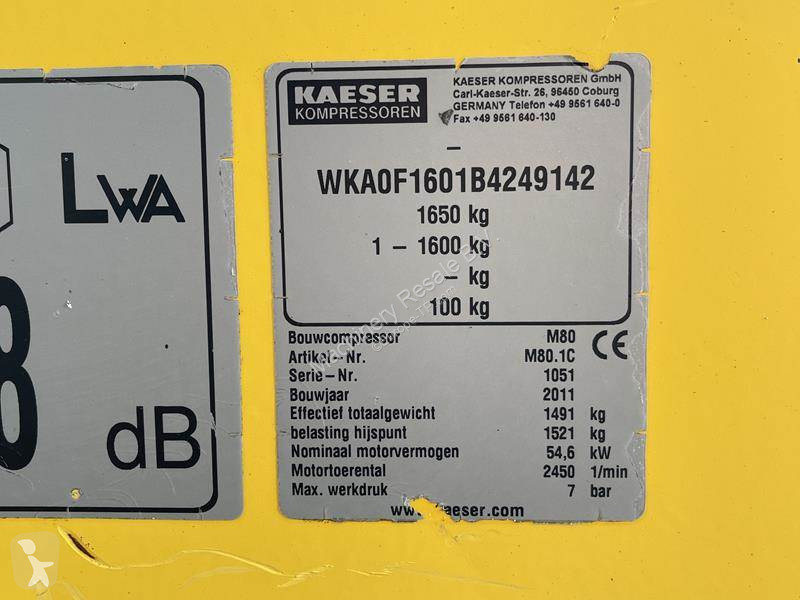 LWA
8
dB
KAESER
KOMPRESSOREN
KAESER KOMPRESSOREN GmbH
Carl-Kaeser-Str. 26, 96450 Coburg
GERMANY Telefon +49 9561 640-0
Fax +49 9561 640-130
–
WKA0F1601B4249142
1650 kg
1 – 1600 kg
– kg
100 kg
Machinery Resale B.V.
Bouwcompressor M80
Artikel-Nr. M80.1C
CE
Serie-Nr. 1051
Bouwjaar 2011
Effectief totaalgewicht 1491 kg
belasting hijspunt 1521 kg
Nominaal motorvermogen 54,6 kW
Motortoerental 2450 1/min
Max. werkdruk 7 bar